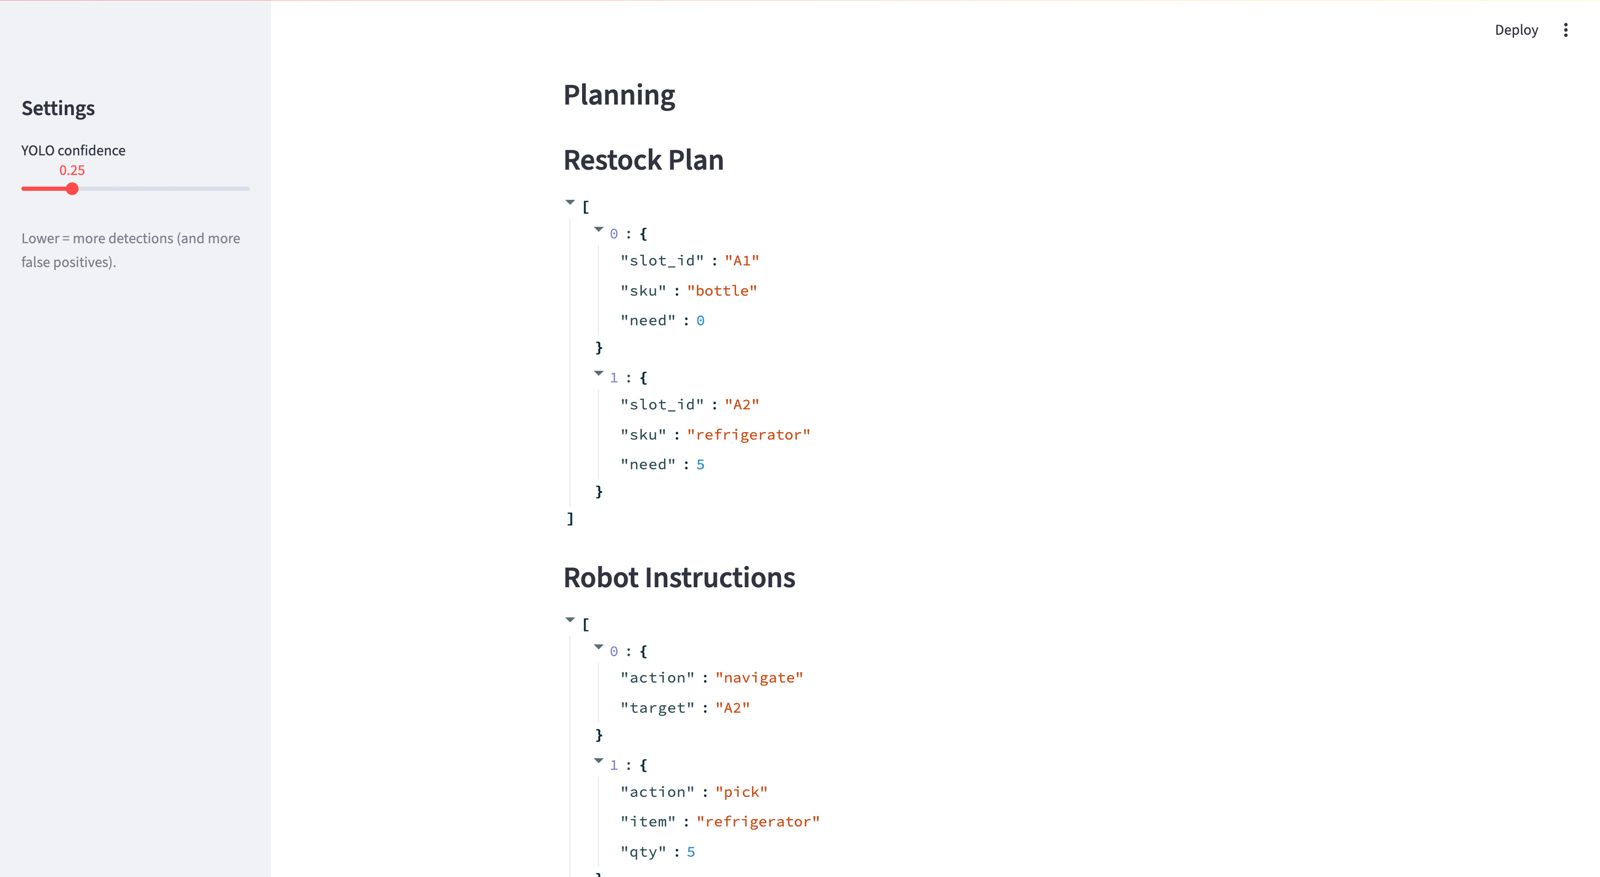 Deploy
Settings
YOLO confidence
0.25
Lower = more detections (and more
false positives).
Planning
Restock Plan
[
0 : {
"slot_id" : "A1"
"sku" : "bottle"
"need" : 0
}
1 : {
"slot_id" : "A2"
"sku" : "refrigerator"
"need" : 5
}
]
Robot Instructions
[
0 : {
"action" : "navigate"
"target" : "A2"
}
1 : {
"action" : "pick"
"item" : "refrigerator"
"qty" : 5